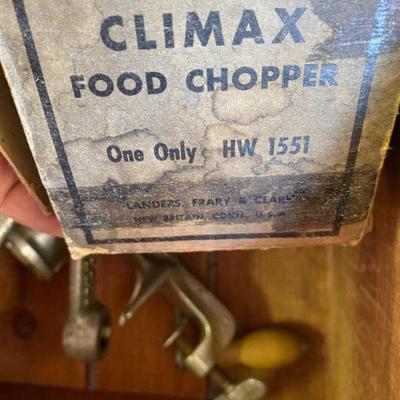 CLIMAX
FOOD CHOPPER
One Only HW 1551
LANDERS, FRARY & CLARK
NEW BRITAIN, CONN., U.S.A.